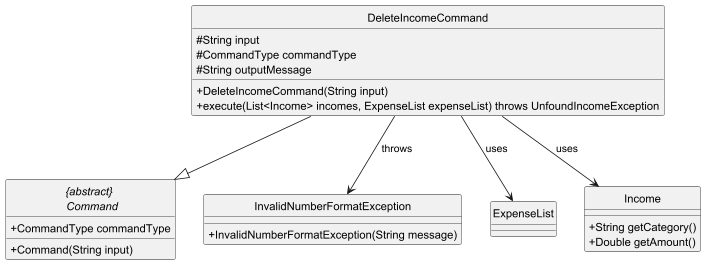 DeleteIncomeCommand
#String input
#CommandType commandType
#String outputMessage
+DeleteIncomeCommand(String input)
+execute(List<Income> incomes, ExpenseList expenseList) throws UnfoundIncomeException
throws
uses
uses
{abstract}
Command
+CommandType commandType
+Command(String input)
InvalidNumberFormatException
+InvalidNumberFormatException(String message)
ExpenseList
Income
+String getCategory()
+Double getAmount()